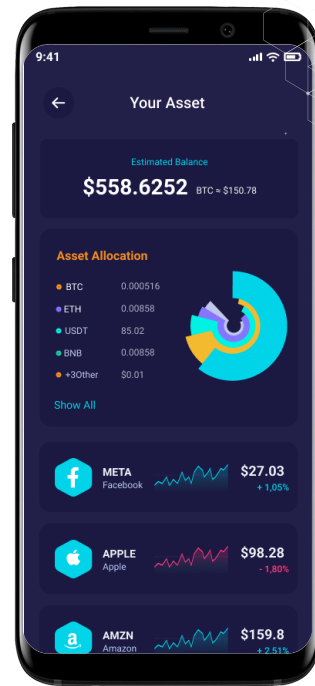 9:41
Your Asset
Estimated Balance
$558.6252 BTC ≈ $150.78
Asset Allocation
BTC 0.000516
ETH 0.00858
USDT 85.02
BNB 0.00858
+3Other $0.01
Show All
META $27.03
Facebook + 1,05%
APPLE $98.28
Apple - 1,80%
AMZN $159.8
Amazon + 2,51%